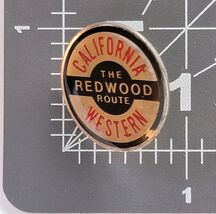 CALIFORNIA
THE
REDWOOD
ROUTE
WESTERN
1
1